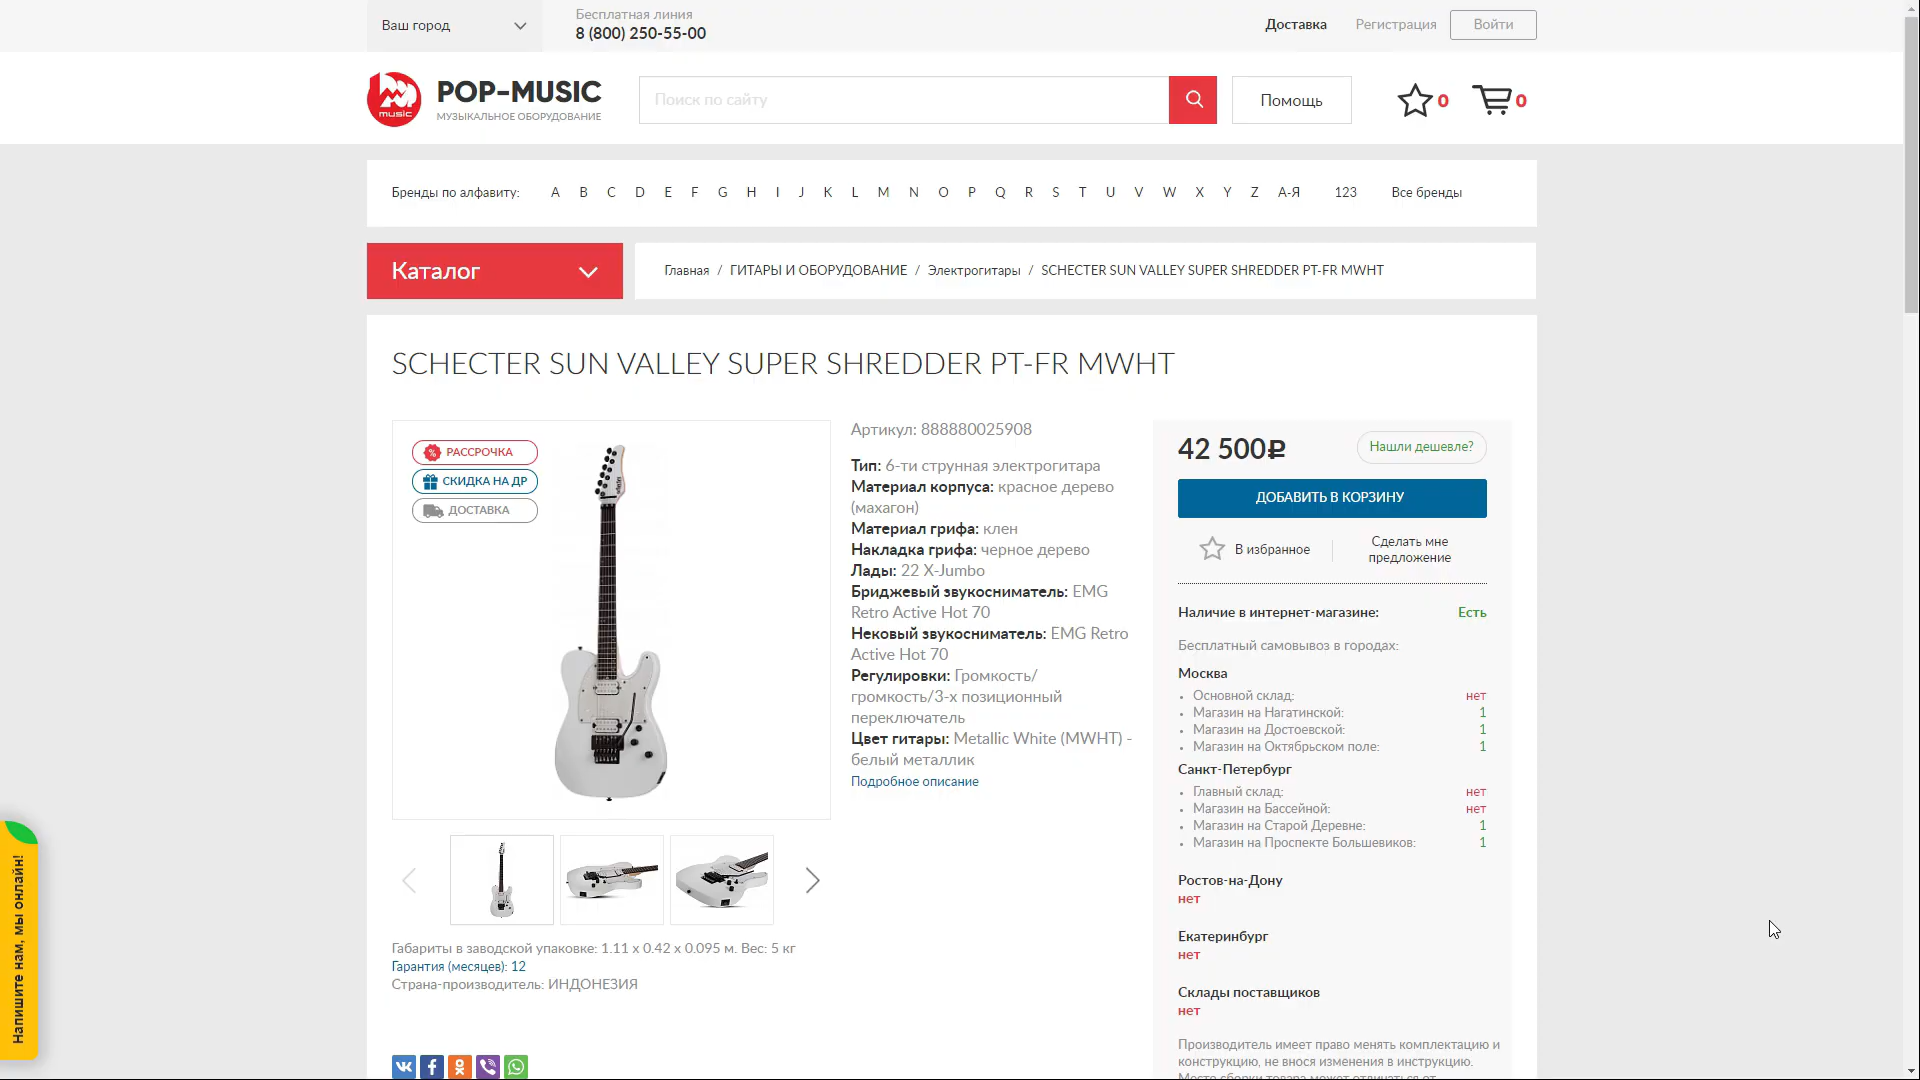 Ваш город
Бесплатная линия
8 (800) 250-55-00
Доставка
Регистрация
Войти
music
POP-MUSIC
МУЗЫКАЛЬНОЕ ОБОРУДОВАНИЕ
Поиск по сайту
Помощь
0
0
Бренды по алфавиту:
A B C D E F G H I J K L M N O P Q R S T U V W X Y Z А-Я 123 Все бренды
Каталог
Главная / ГИТАРЫ И ОБОРУДОВАНИЕ / Электрогитары / SCHECTER SUN VALLEY SUPER SHREDDER PT-FR MWHT
SCHECTER SUN VALLEY SUPER SHREDDER PT-FR MWHT
% РАССРОЧКА
СКИДКА НА ДР
ДОСТАВКА
Артикул: 888880025908
Тип: 6-ти струнная электрогитара
Материал корпуса: красное дерево
(махагон)
Материал грифа: клен
Накладка грифа: черное дерево
Лады: 22 X-Jumbo
Бриджевый звукосниматель: EMG
Retro Active Hot 70
Нековый звукосниматель: EMG Retro
Active Hot 70
Регулировки: Громкость/
громкость/3-х позиционный
переключатель
Цвет гитары: Metallic White (MWHT) -
белый металлик
Подробное описание
42 500₽
Нашли дешевле?
ДОБАВИТЬ В КОРЗИНУ
В избранное
Сделать мне
предложение
Наличие в интернет-магазине: Есть
Бесплатный самовывоз в городах:
Москва
Основной склад: нет
Магазин на Нагатинской: 1
Магазин на Достоевской: 1
Магазин на Октябрьском поле: 1
Санкт-Петербург
Главный склад: нет
Магазин на Бассейной: нет
Магазин на Старой Деревне: 1
Магазин на Проспекте Большевиков: 1
Ростов-на-Дону
нет
Екатеринбург
нет
Склады поставщиков
нет
Производитель имеет право менять комплектацию и
конструкцию, не внося изменения в инструкцию.
Место сборки товара может отличаться от
Габариты в заводской упаковке: 1.11 x 0.42 x 0.095 м. Вес: 5 кг
Гарантия (месяцев): 12
Страна-производитель: ИНДОНЕЗИЯ
Напишите нам, мы онлайн!